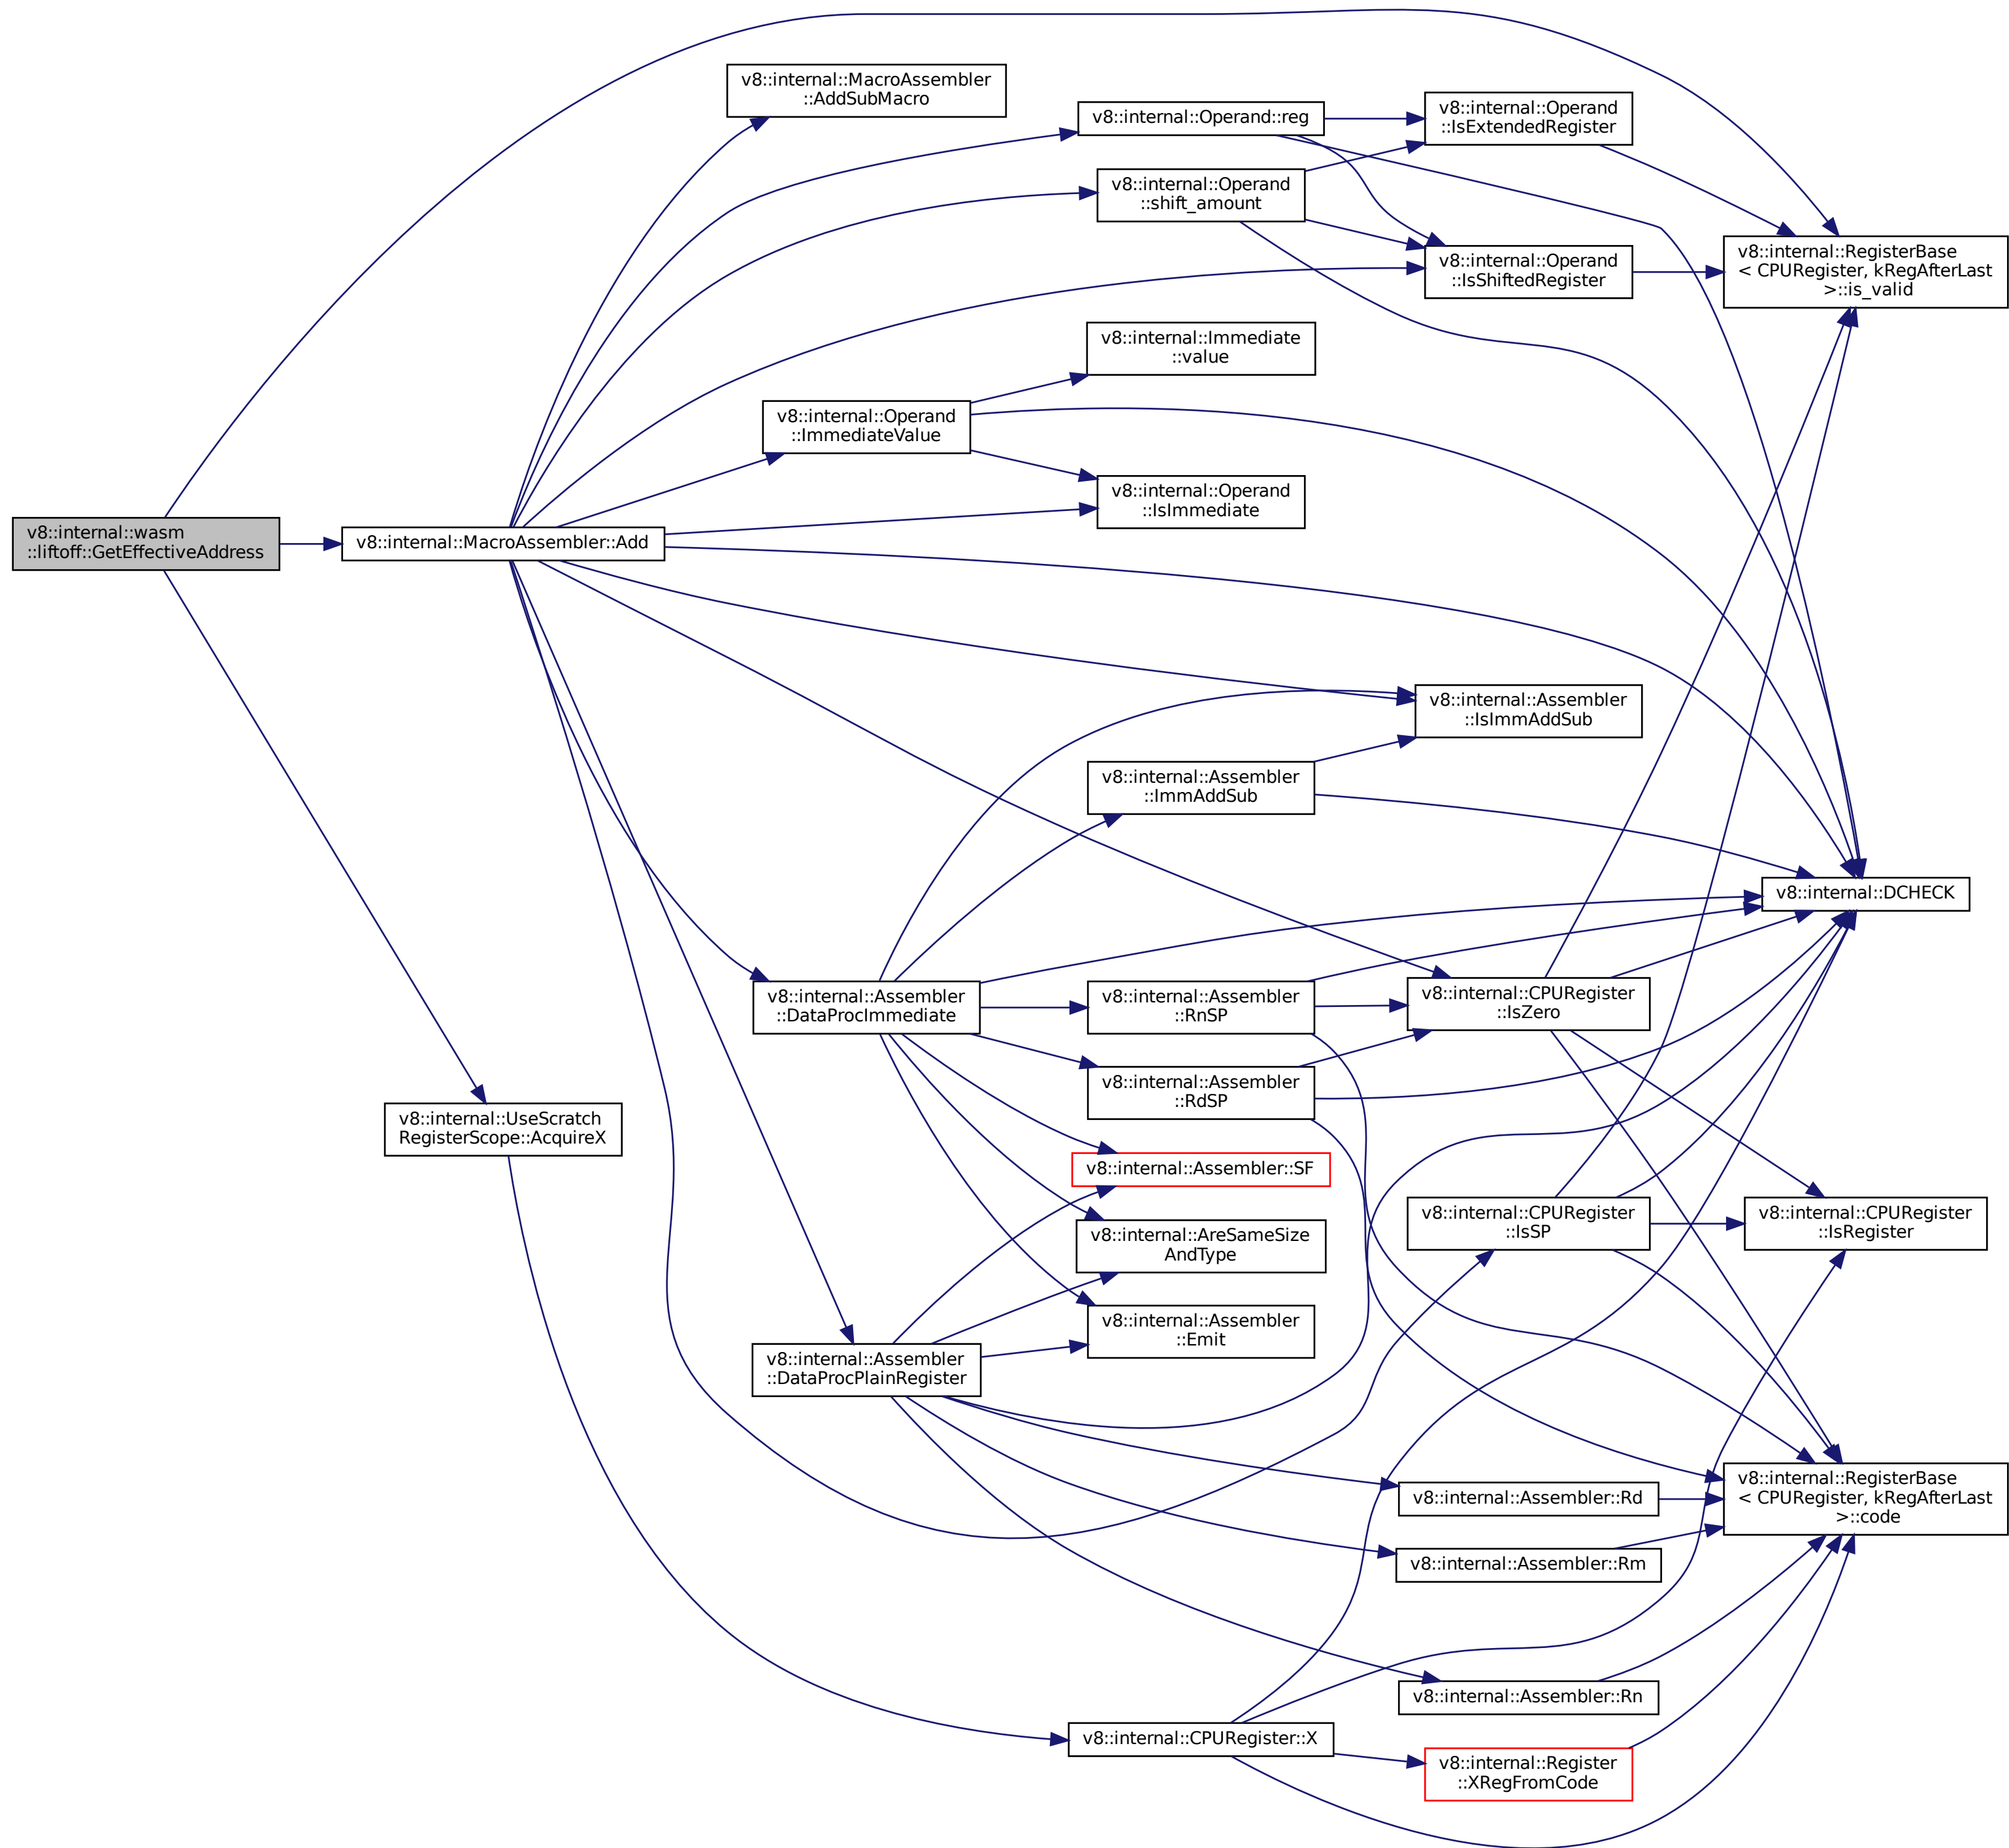 v8::internal::MacroAssembler
::AddSubMacro
v8::internal::Operand::reg
v8::internal::Operand
::IsExtendedRegister
v8::internal::Operand
::shift_amount
v8::internal::RegisterBase
< CPURegister, kRegAfterLast
>::is_valid
v8::internal::Operand
::IsShiftedRegister
v8::internal::Immediate
::value
v8::internal::Operand
::ImmediateValue
v8::internal::Operand
::IsImmediate
v8::internal::wasm
::liftoff::GetEffectiveAddress
v8::internal::MacroAssembler::Add
v8::internal::Assembler
::IsImmAddSub
v8::internal::Assembler
::ImmAddSub
v8::internal::DCHECK
v8::internal::Assembler
::DataProcImmediate
v8::internal::Assembler
::RnSP
v8::internal::CPURegister
::IsZero
v8::internal::Assembler
::RdSP
v8::internal::UseScratch
RegisterScope::AcquireX
v8::internal::Assembler::SF
v8::internal::CPURegister
::IsSP
v8::internal::CPURegister
::IsRegister
v8::internal::AreSameSize
AndType
v8::internal::Assembler
::Emit
v8::internal::Assembler
::DataProcPlainRegister
v8::internal::Assembler::Rd
v8::internal::RegisterBase
< CPURegister, kRegAfterLast
>::code
v8::internal::Assembler::Rm
v8::internal::Assembler::Rn
v8::internal::CPURegister::X
v8::internal::Register
::XRegFromCode